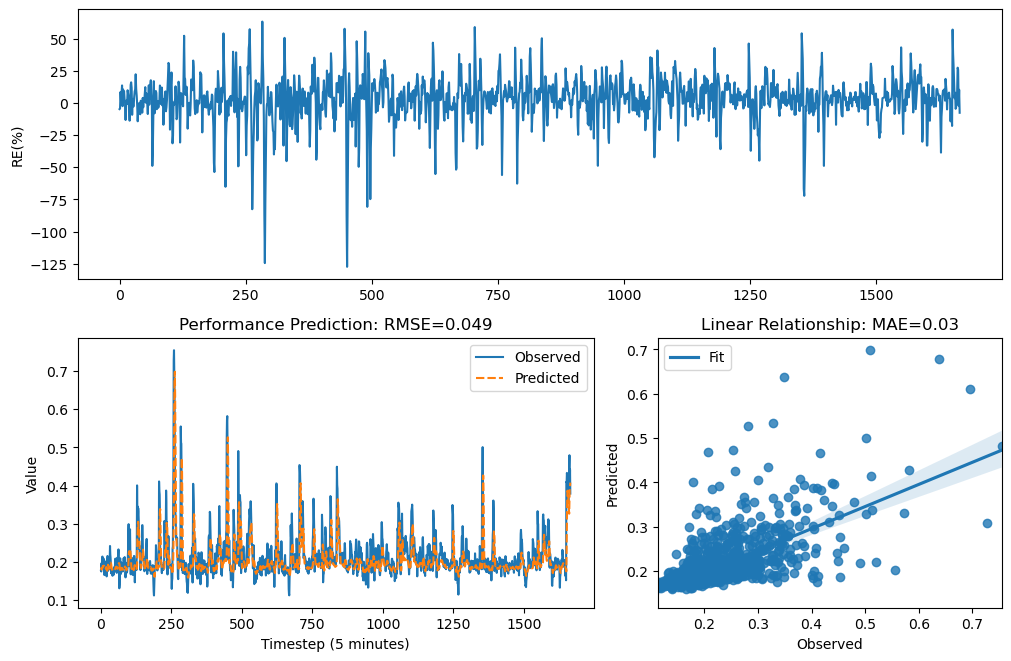 RE(%)
50
25
0
−25
−50
−75
−100
−125
0 250 500 750 1000 1250 1500
Performance Prediction: RMSE=0.049
Value
0.7
0.6
0.5
0.4
0.3
0.2
0.1
Observed
Predicted
0 250 500 750 1000 1250 1500
Timestep (5 minutes)
Linear Relationship: MAE=0.03
Predicted
0.7
0.6
0.5
0.4
0.3
0.2
Fit
0.2 0.3 0.4 0.5 0.6 0.7
Observed